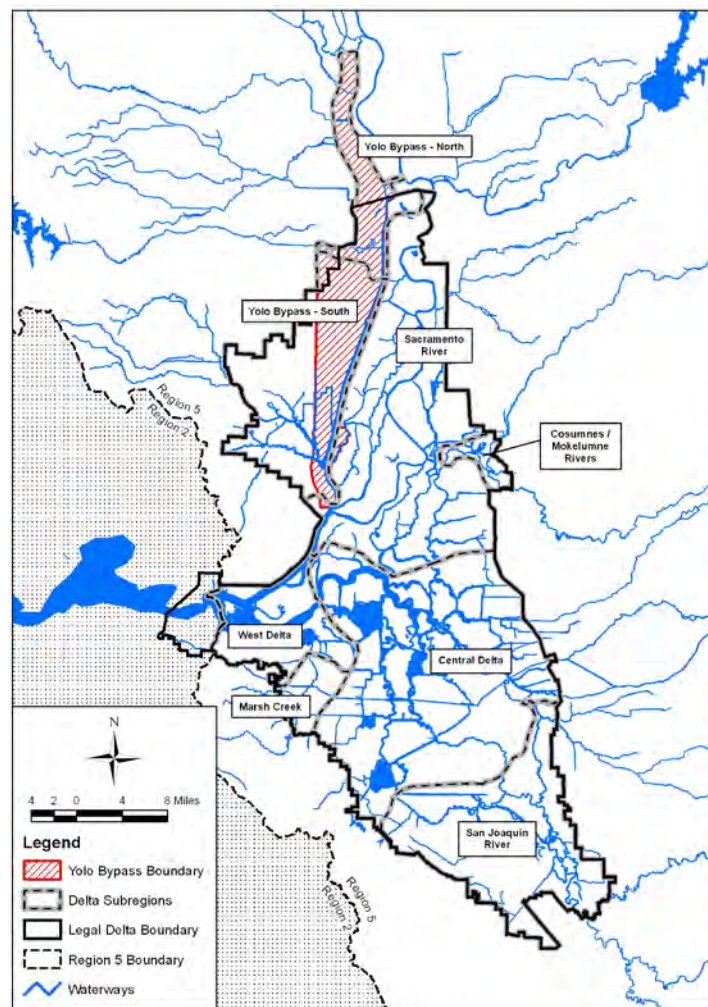 Yolo Bypass - North
Yolo Bypass - South
Sacramento
River
Region 5
Region 2
Cosumnes /
Mokelumne
Rivers
West Delta
Central Delta
Marsh Creek
San Joaquin
River
Region 5
Region 2
N
4 2 0 4 8 Miles
Legend
Yolo Bypass Boundary
Delta Subregions
Legal Delta Boundary
Region 5 Boundary
Waterways